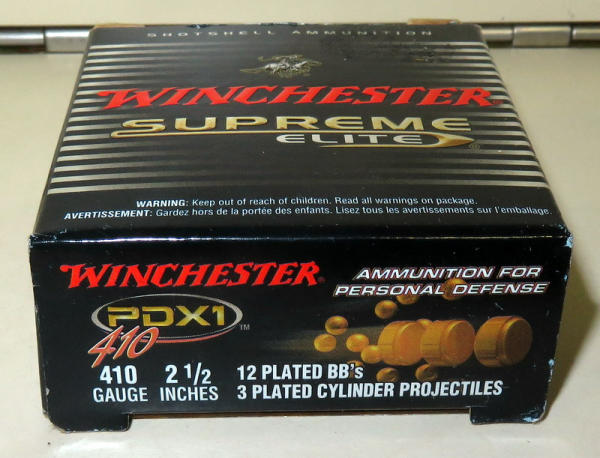 SHOTSHELL AMMUNITION
WINCHESTER
SUPREME
ELITE
WARNING: Keep out of reach of children. Read all warnings on package.
AVERTISSEMENT: Gardez hors de la portée des enfants. Lisez tous les avertissements sur l'emballage.
WINCHESTER
AMMUNITION FOR
PERSONAL DEFENSE
PDX1 ™
410
410 2 1/2 12 PLATED BB's
GAUGE INCHES 3 PLATED CYLINDER PROJECTILES